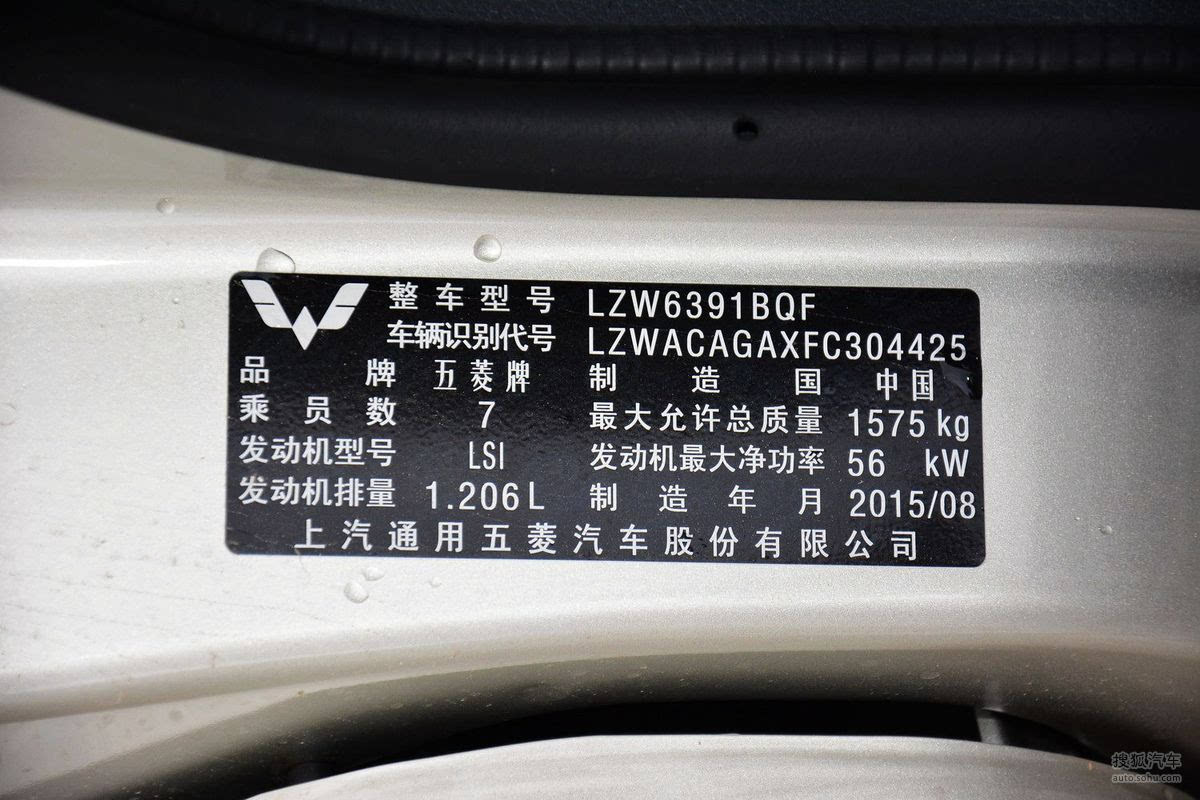 整车型号 LZW6391BQF
车辆识别代号 LZWACAGAXFC304425
品牌 五菱牌 制造国 中国
乘员数 7 最大允许总质量 1575 kg
发动机型号 LSI 发动机最大净功率 56 kW
发动机排量 1.206L 制造年月 2015/08
上汽通用五菱汽车股份有限公司
搜狐汽车
auto.sohu.com